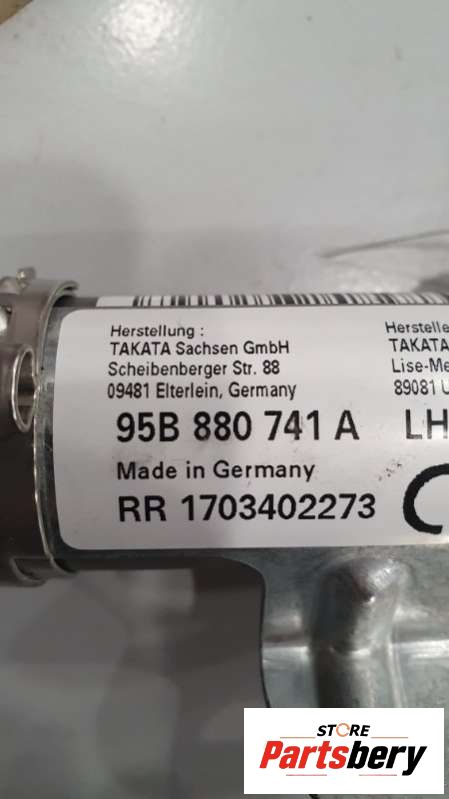 Herstellung :
TAKATA Sachsen GmbH
Scheibenberger Str. 88
09481 Elterlein, Germany
Herstelle
TAKATA
Lise-Me
89081 U
95B 880 741 A LH
Made in Germany
RR 1703402273
STORE
Partsbery